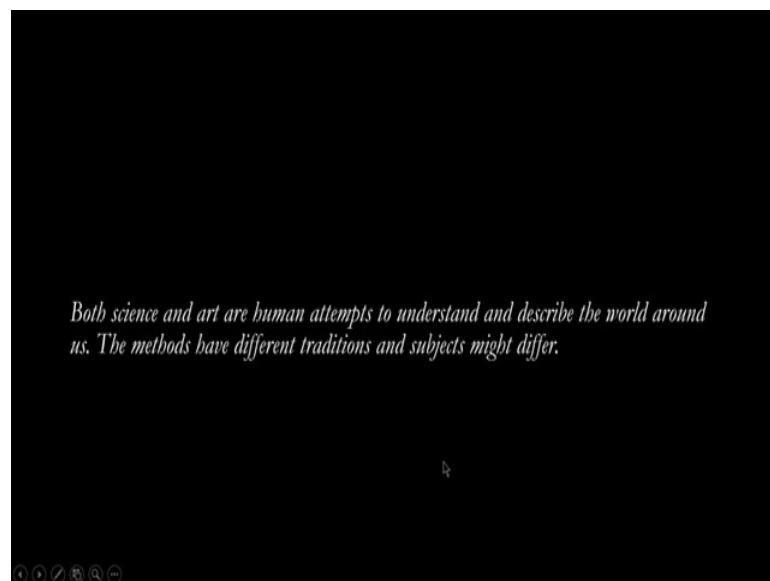 Both science and art are human attempts to understand and describe the world around
us. The methods have different traditions and subjects might differ.